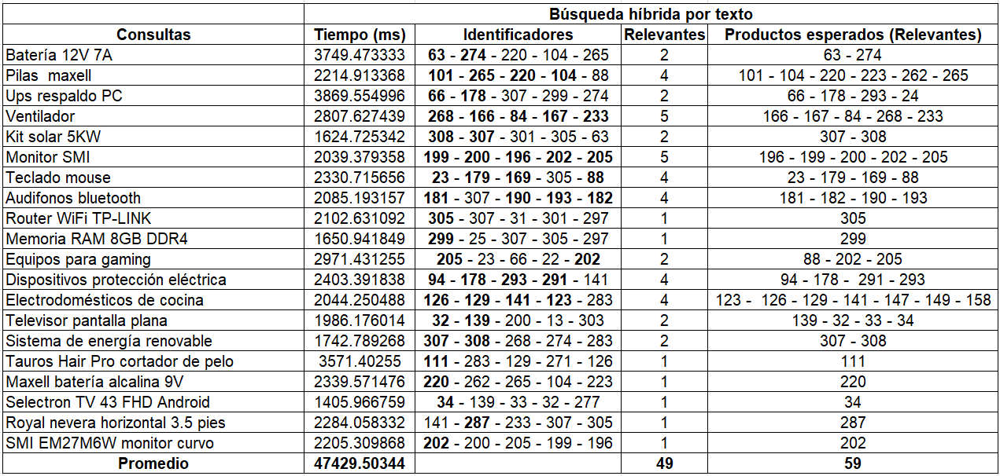 Búsqueda híbrida por texto
Consultas Tiempo (ms) Identificadores Relevantes Productos esperados (Relevantes)
Batería 12V 7A 3749.473333 63 - 274 - 220 - 104 - 265 2 63 - 274
Pilas  maxell 2214.913368 101 - 265 - 220 - 104 - 88 4 101 - 104 - 220 - 223 - 262 - 265
Ups respaldo PC 3869.554996 66 - 178 - 307 - 299 - 274 2 66 - 178 - 293 - 24
Ventilador 2807.627439 268 - 166 - 84 - 167 - 233 5 166 - 167 - 84 - 268 - 233
Kit solar 5KW 1624.725342 308 - 307 - 301 - 305 - 63 2 307 - 308
Monitor SMI 2039.379358 199 - 200 - 196 - 202 - 205 5 196 - 199 - 200 - 202 - 205
Teclado mouse 2330.715656 23 - 179 - 169 - 305 - 88 4 23 - 179 - 169 - 88
Audifonos bluetooth 2085.193157 181 - 307 - 190 - 193 - 182 4 181 - 182 - 190 - 193
Router WiFi TP-LINK 2102.631092 305 - 307 - 31 - 301 - 297 1 305
Memoria RAM 8GB DDR4 1650.941849 299 - 25 - 307 - 305 - 297 1 299
Equipos para gaming 2971.431255 205 - 23 - 66 - 22 - 202 2 88 - 202 - 205
Dispositivos protección eléctrica 2403.391838 94 - 178 - 293 - 291 - 141 4 94 - 178 -  291 - 293
Electrodomésticos de cocina 2044.250488 126 - 129 - 141 - 123 - 283 4 123 -  126 - 129 - 141 - 147 - 149 - 158
Televisor pantalla plana 1986.176014 32 - 139 - 200 - 13 - 303 2 139 - 32 - 33 - 34
Sistema de energía renovable 1742.789268 307 - 308 - 268 - 274 - 283 2 307 - 308
Tauros Hair Pro cortador de pelo 3571.40255 111 - 283 - 129 - 271 - 126 1 111
Maxell batería alcalina 9V 2339.571476 220 - 262 - 265 - 104 - 223 1 220
Selectron TV 43 FHD Android 1405.966759 34 - 139 - 33 - 32 - 277 1 34
Royal nevera horizontal 3.5 pies 2284.058332 141 - 287 - 233 - 307 - 305 1 287
SMI EM27M6W monitor curvo 2205.309868 202 - 200 - 205 - 199 - 196 1 202
Promedio 47429.50344 49 59